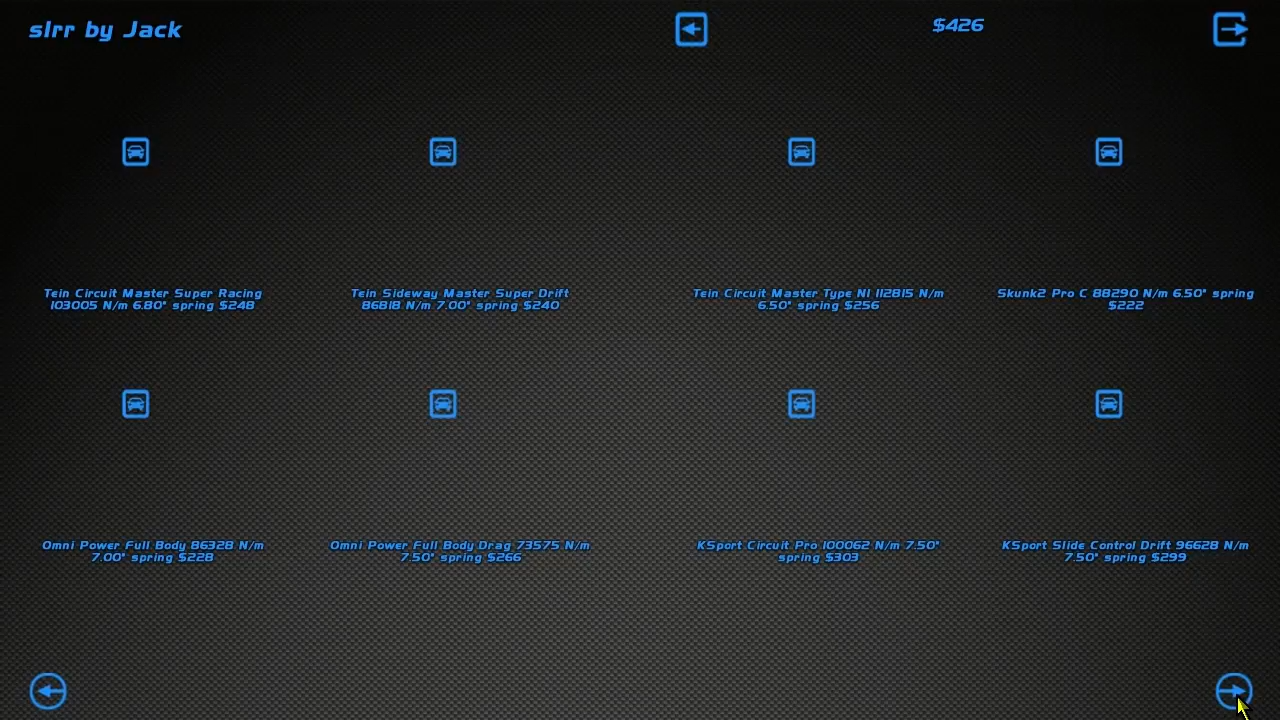 slrr by Jack
$426
Tein Circuit Master Super Racing
103005 N/m 6.80" spring $248
Tein Sideway Master Super Drift
86818 N/m 7.00" spring $240
Tein Circuit Master Type N1 112815 N/m
6.50" spring $256
Skunk2 Pro C 88290 N/m 6.50" spring
$222
Omni Power Full Body 86328 N/m
7.00" spring $228
Omni Power Full Body Drag 73575 N/m
7.50" spring $266
KSport Circuit Pro 100062 N/m 7.50"
spring $303
KSport Slide Control Drift 96628 N/m
7.50" spring $299